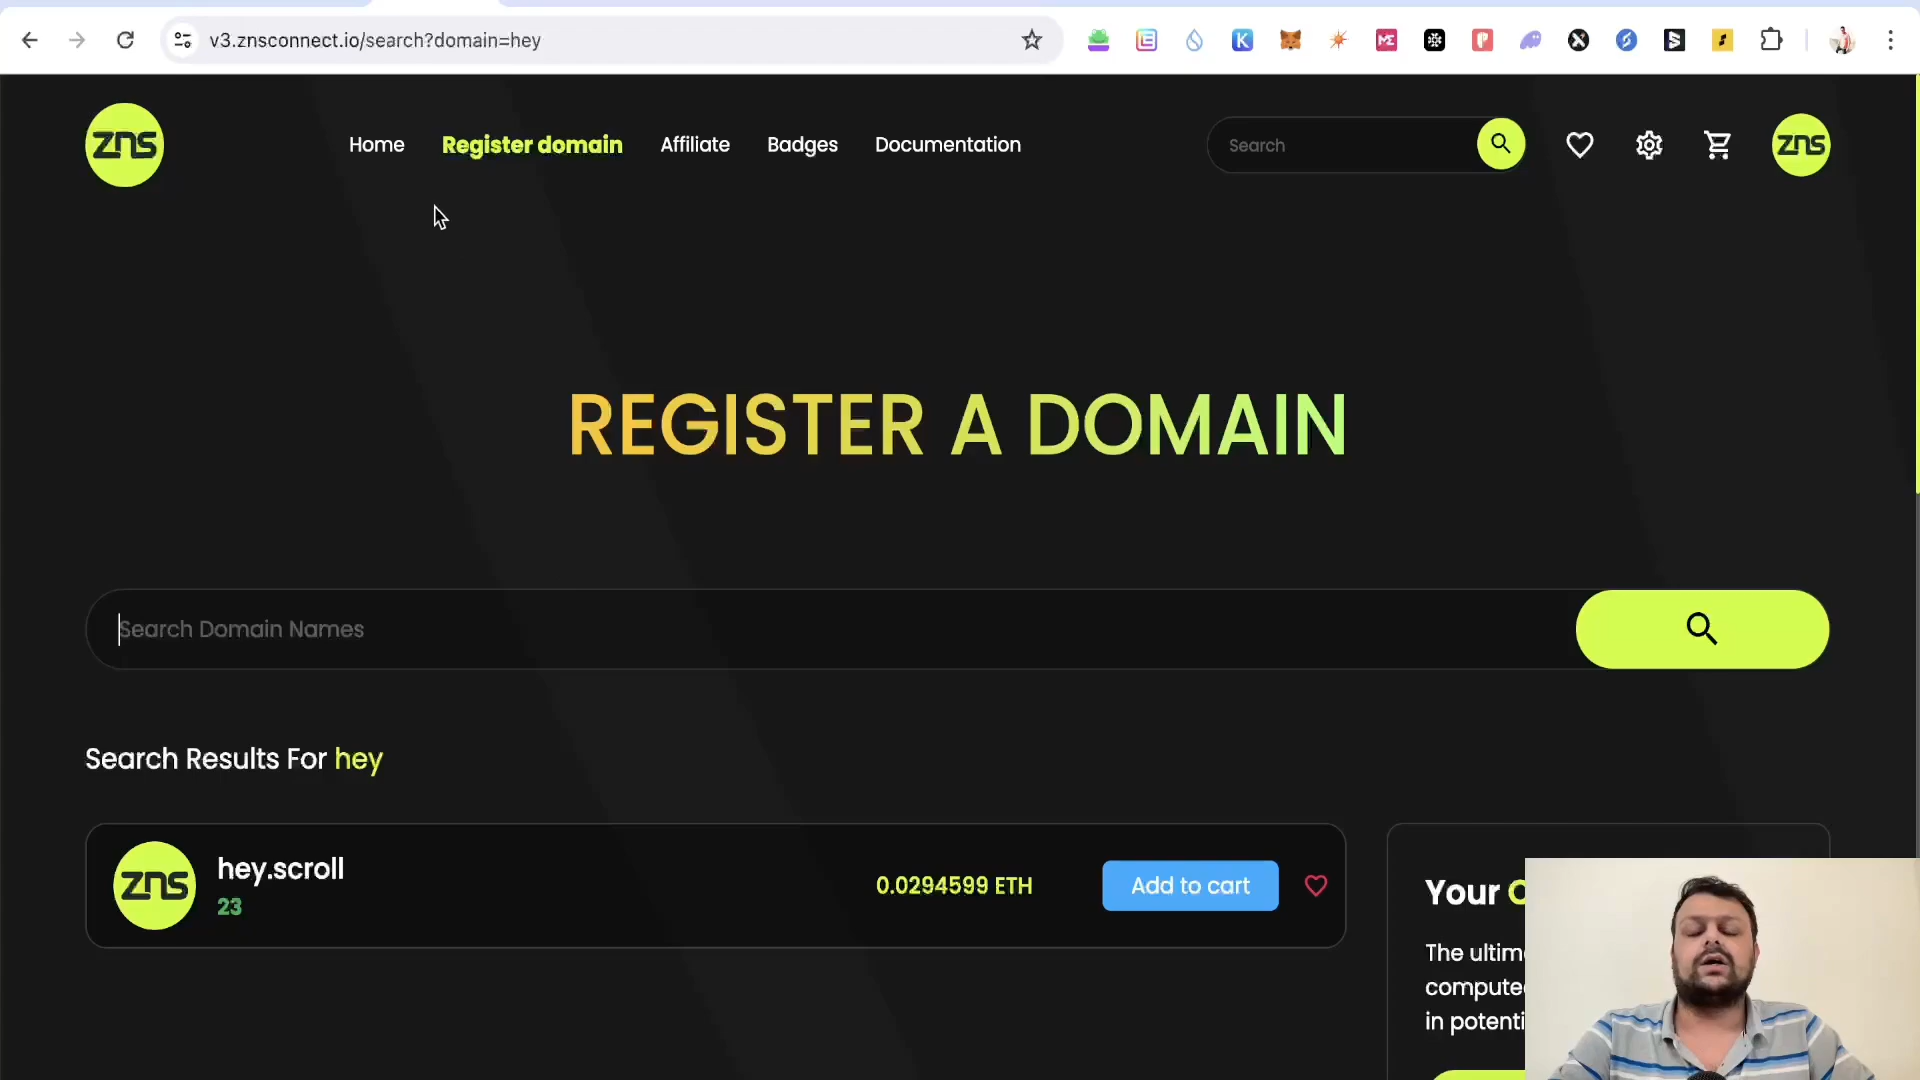 v3.znsconnect.io/search?domain=hey
zns
Home
Register domain
Affiliate
Badges
Documentation
Search
zns
REGISTER A DOMAIN
Search Domain Names
Search Results For hey
zns
hey.scroll
23
0.0294599 ETH
Add to cart
Your
The ultim
compute
in potenti